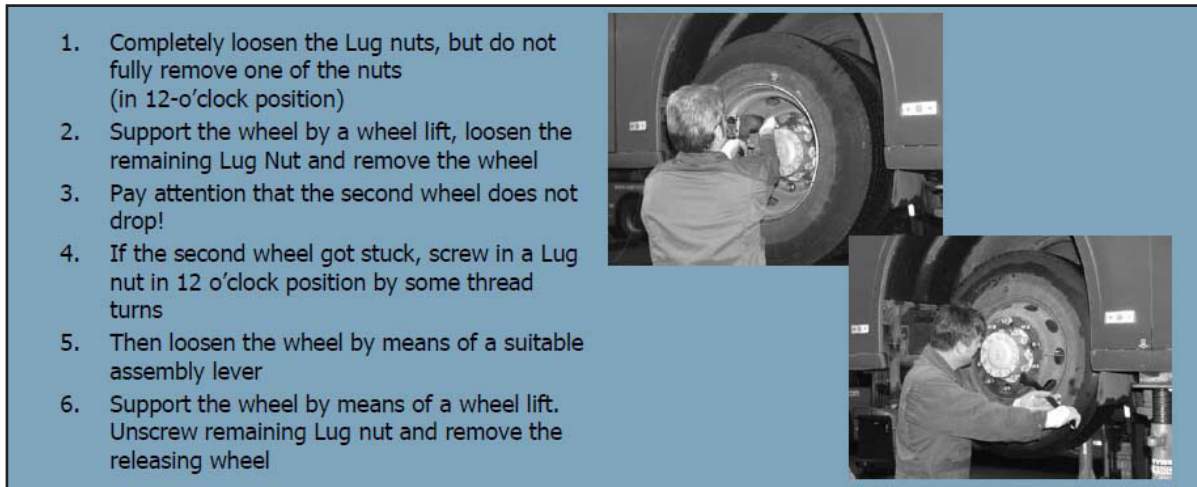 1. Completely loosen the Lug nuts, but do not
fully remove one of the nuts
(in 12-o’clock position)
2. Support the wheel by a wheel lift, loosen the
remaining Lug Nut and remove the wheel
3. Pay attention that the second wheel does not
drop!
4. If the second wheel got stuck, screw in a Lug
nut in 12 o’clock position by some thread
turns
5. Then loosen the wheel by means of a suitable
assembly lever
6. Support the wheel by means of a wheel lift.
Unscrew remaining Lug nut and remove the
releasing wheel